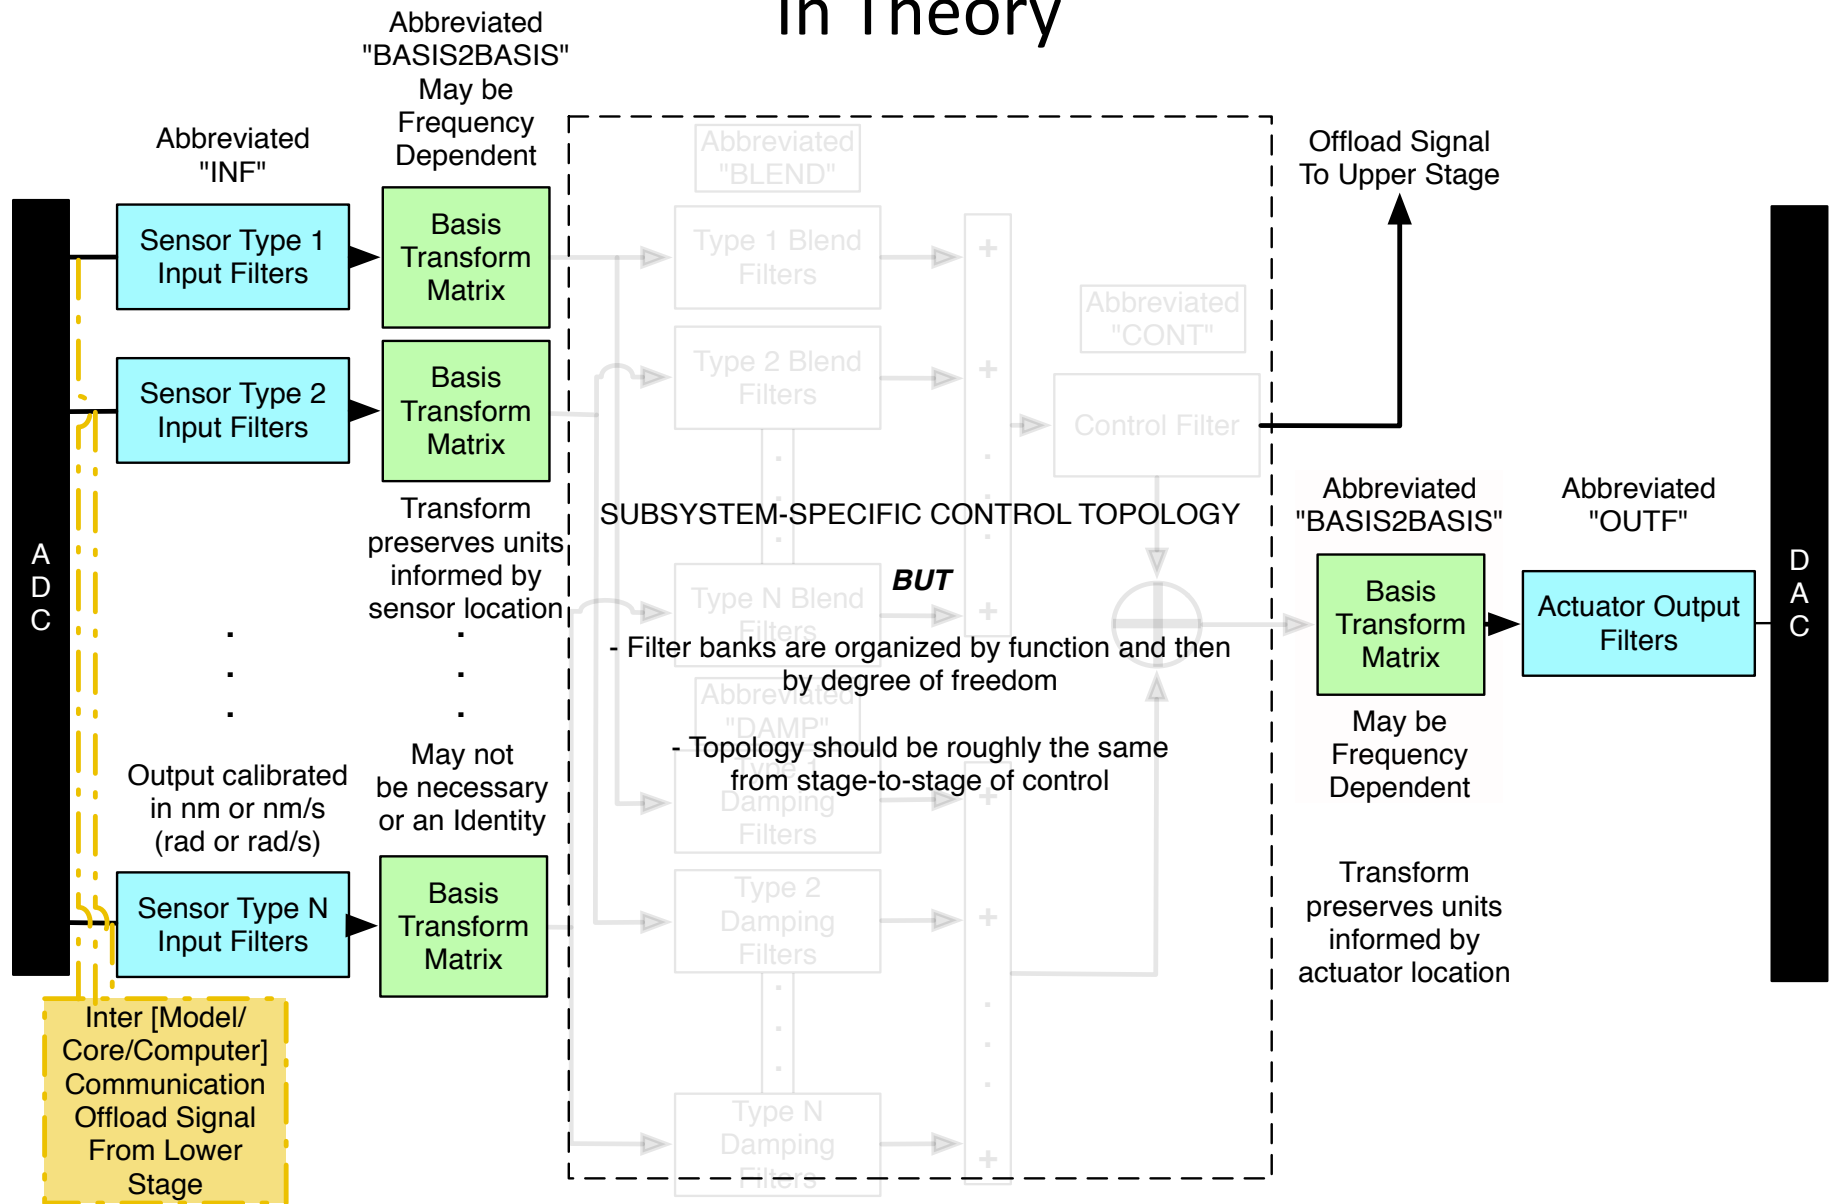 In Theory
Abbreviated
"BASIS2BASIS"
May be
Frequency
Dependent
Abbreviated
"INF"
Abbreviated
"BLEND"
Offload Signal
To Upper Stage
A
D
C
Sensor Type 1
Input Filters
Basis
Transform
Matrix
Type 1 Blend
Filters
+
Abbreviated
"CONT"
Sensor Type 2
Input Filters
Basis
Transform
Matrix
Type 2 Blend
Filters
+
Control Filter
Transform
preserves units
informed by
sensor location
SUBSYSTEM-SPECIFIC CONTROL TOPOLOGY
BUT
Type N Blend
Filters
+
- Filter banks are organized by function and then
by degree of freedom
Abbreviated
"DAMP"
- Topology should be roughly the same
from stage-to-stage of control
Type 1
Damping
Filters
+
Abbreviated
"BASIS2BASIS"
Basis
Transform
Matrix
May be
Frequency
Dependent
Transform
preserves units
informed by
actuator location
Abbreviated
"OUTF"
Actuator Output
Filters
D
A
C
Output calibrated
in nm or nm/s
(rad or rad/s)
May not
be necessary
or an Identity
Sensor Type N
Input Filters
Basis
Transform
Matrix
Type 2
Damping
Filters
+
Type N
Damping
Filters
+
Inter [Model/
Core/Computer]
Communication
Offload Signal
From Lower
Stage